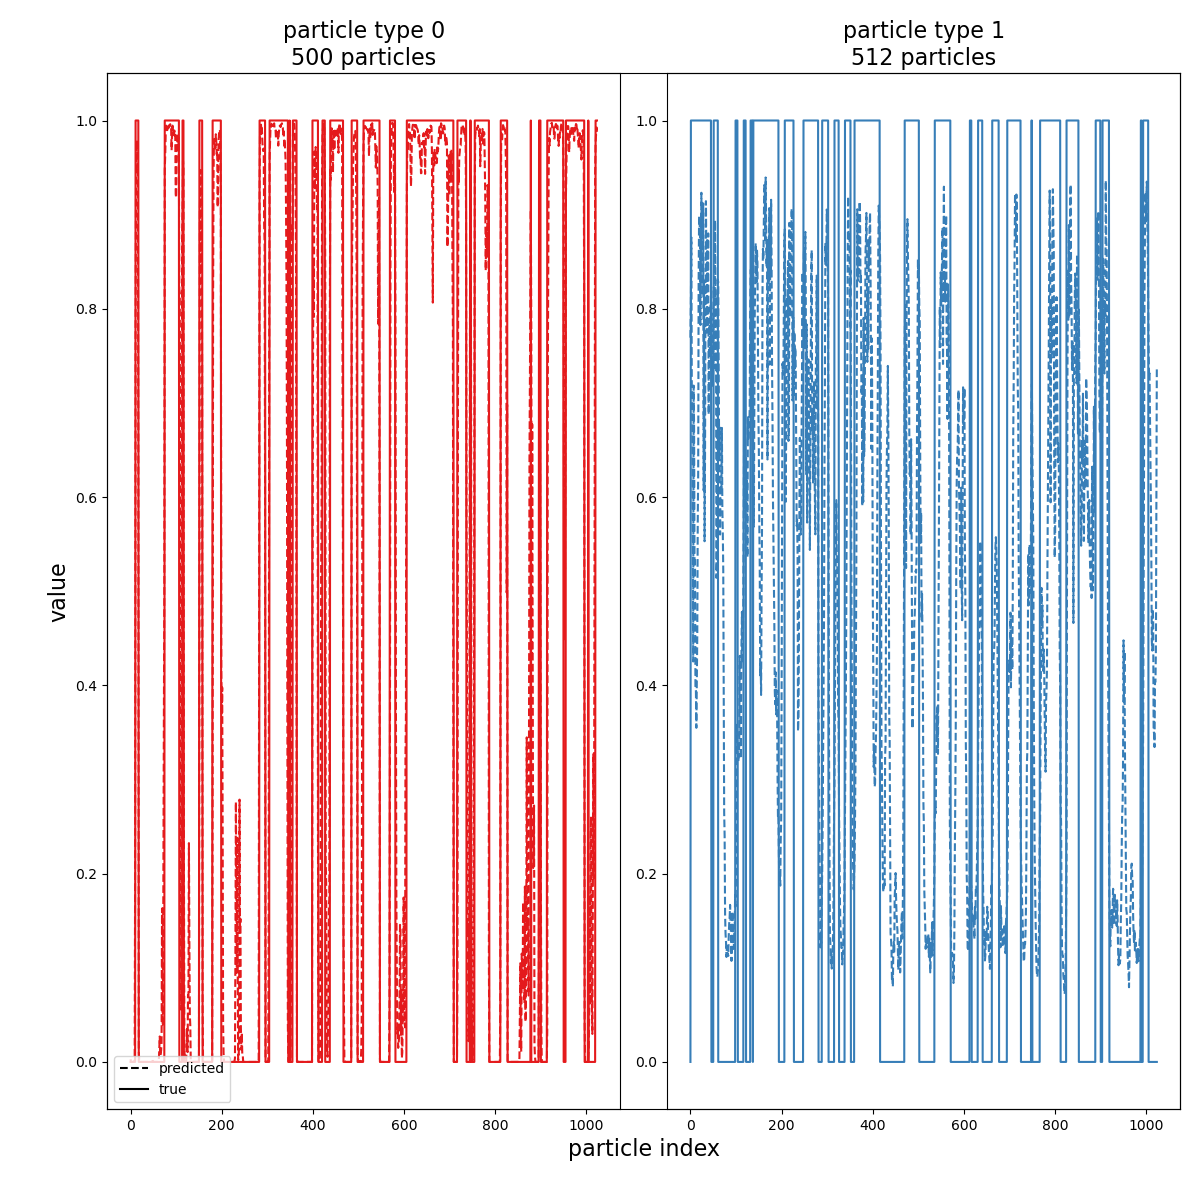 particle type 0
500 particles
particle type 1
512 particles
value
1.0
0.8
0.6
0.4
0.2
0.0
1.0
0.8
0.6
0.4
0.2
0.0
predicted
true
0 200 400 600 800 1000
0 200 400 600 800 1000
particle index